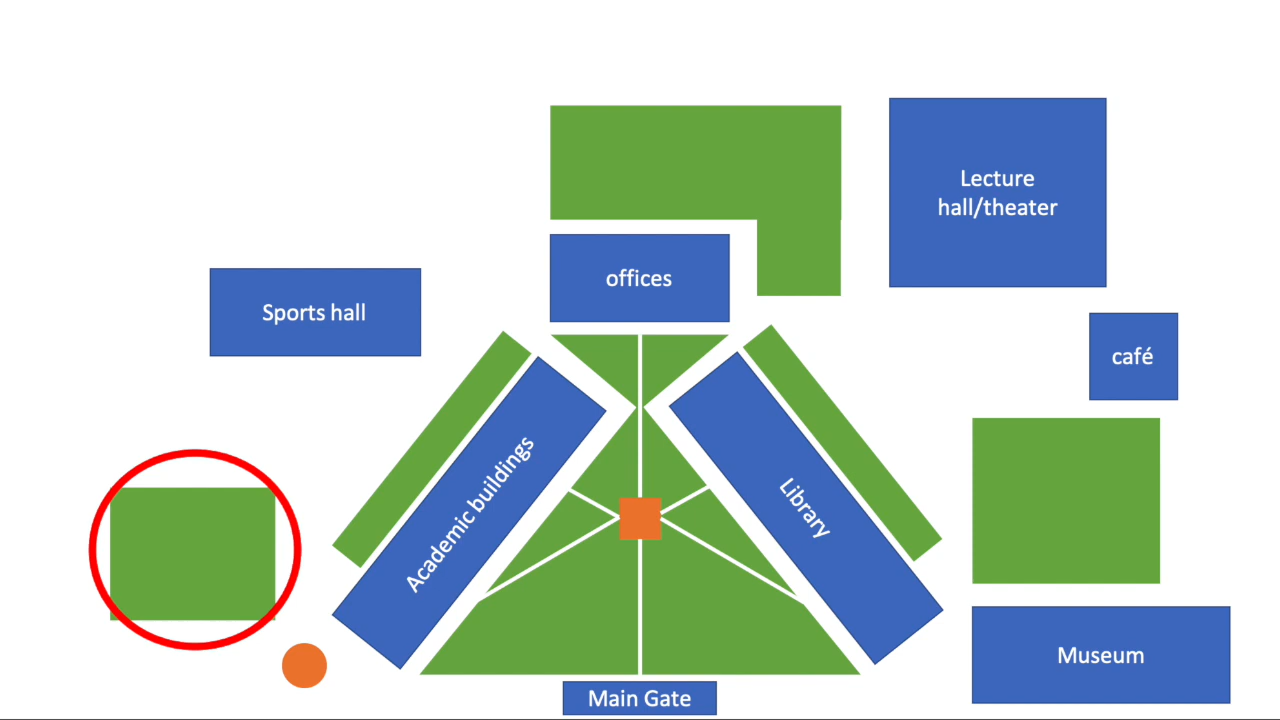 Lecture
hall/theater
offices
Sports hall
café
Academic buildings
Library
Museum
Main Gate